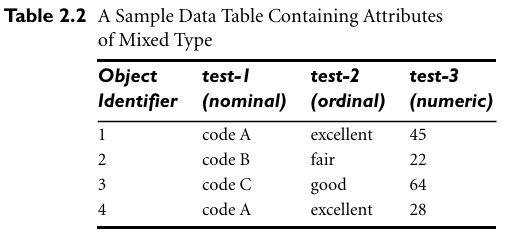 Table 2.2 A Sample Data Table Containing Attributes
of Mixed Type
Object test-1 test-2 test-3
Identifier (nominal) (ordinal) (numeric)
1 code A excellent 45
2 code B fair 22
3 code C good 64
4 code A excellent 28